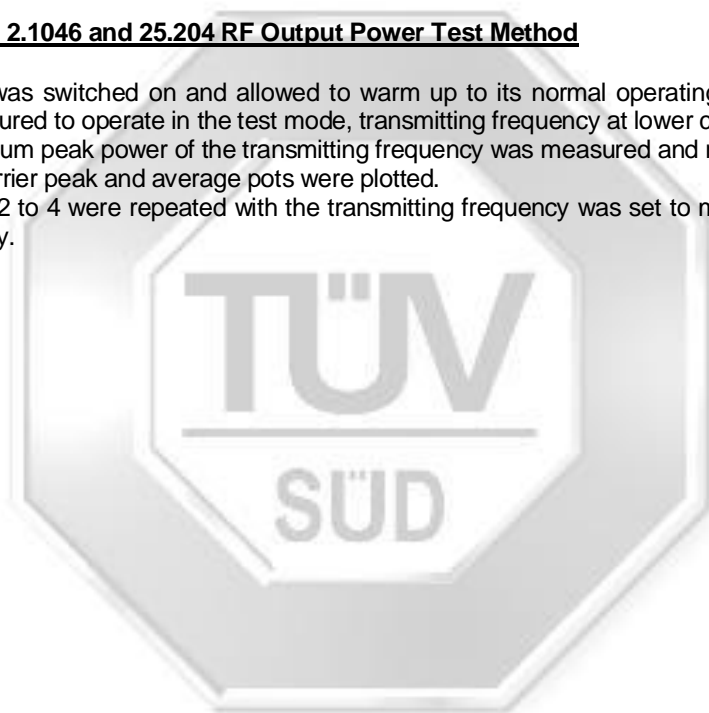 2.1046 and 25.204 RF Output Power Test Method
was switched on and allowed to warm up to its normal operating
ured to operate in the test mode, transmitting frequency at lower
um peak power of the transmitting frequency was measured and
rrier peak and average pots were plotted.
2 to 4 were repeated with the transmitting frequency was set to
y.
TÜV
SÜD